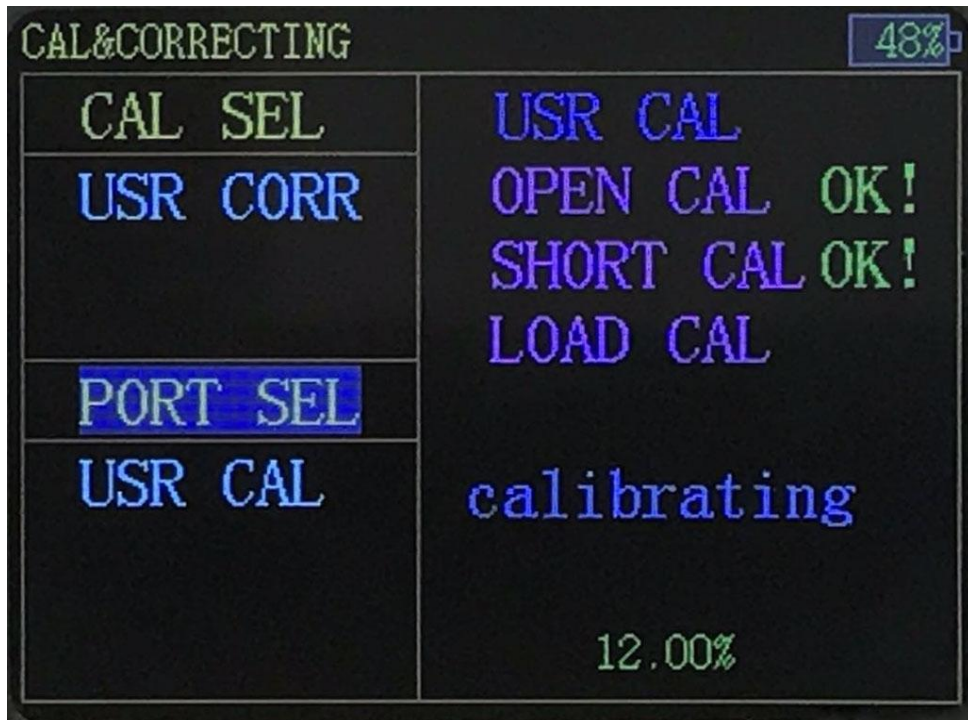 CAL&CORRECTING 48%
CAL SEL
USR CORR
PORT SEL
USR CAL
USR CAL
OPEN CAL OK!
SHORT CAL OK!
LOAD CAL
calibrating
12.00%